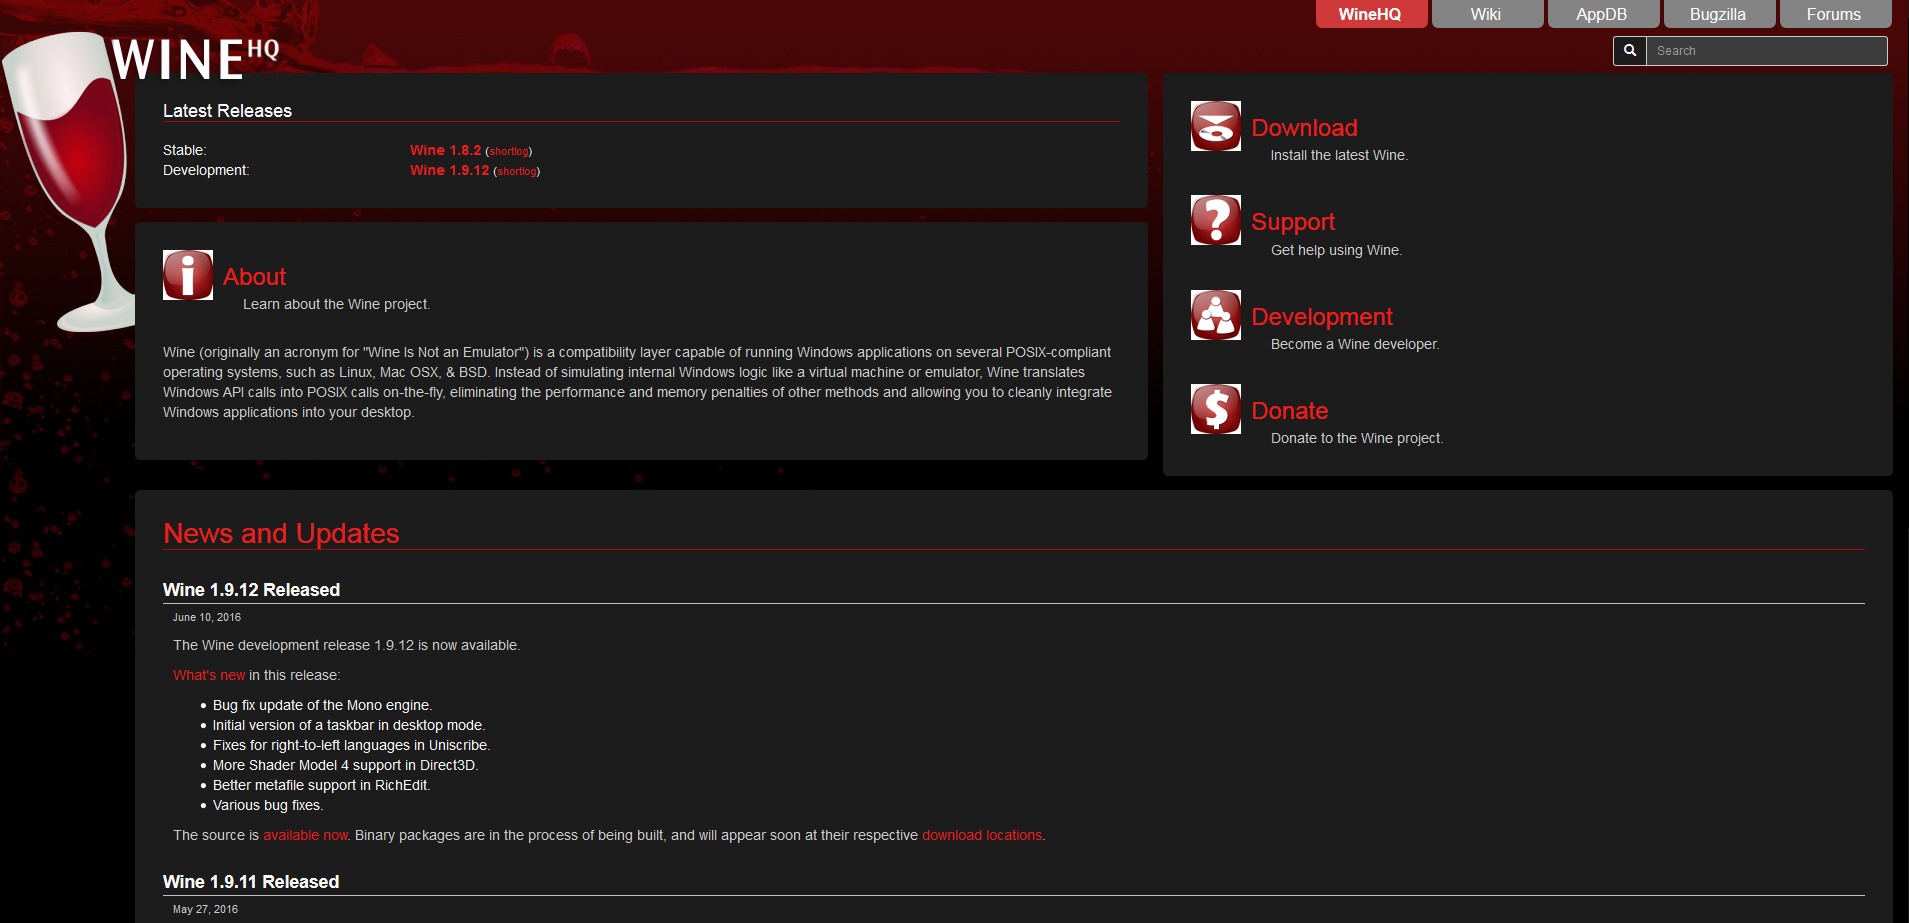 WineHQ Wiki AppDB Bugzilla Forums
WINEHQ
Search
Latest Releases
Stable: Wine 1.8.2 (shortlog)
Development: Wine 1.9.12 (shortlog)
About
Learn about the Wine project.
Wine (originally an acronym for "Wine Is Not an Emulator") is a compatibility layer capable of running Windows applications on several POSIX-compliant
operating systems, such as Linux, Mac OSX, & BSD. Instead of simulating internal Windows logic like a virtual machine or emulator, Wine translates
Windows API calls into POSIX calls on-the-fly, eliminating the performance and memory penalties of other methods and allowing you to cleanly integrate
Windows applications into your desktop.
Download
Install the latest Wine.
Support
Get help using Wine.
Development
Become a Wine developer.
Donate
Donate to the Wine project.
News and Updates
Wine 1.9.12 Released
June 10, 2016
The Wine development release 1.9.12 is now available.
What's new in this release:
• Bug fix update of the Mono engine.
• Initial version of a taskbar in desktop mode.
• Fixes for right-to-left languages in Uniscribe.
• More Shader Model 4 support in Direct3D.
• Better metafile support in RichEdit.
• Various bug fixes.
The source is available now. Binary packages are in the process of being built, and will appear soon at their respective download locations.
Wine 1.9.11 Released
May 27, 2016